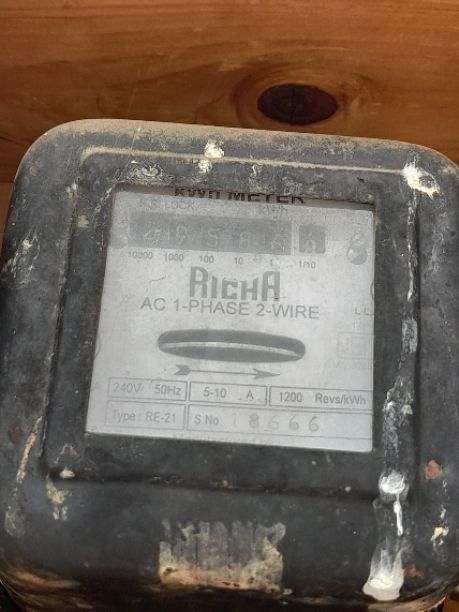 kWh METER
10000 1000 100 10 1 1/10
RICHA
AC 1-PHASE 2-WIRE
240V 50Hz 5-10 A 1200 Revs/kWh
Type : RE-21 S.No 18666